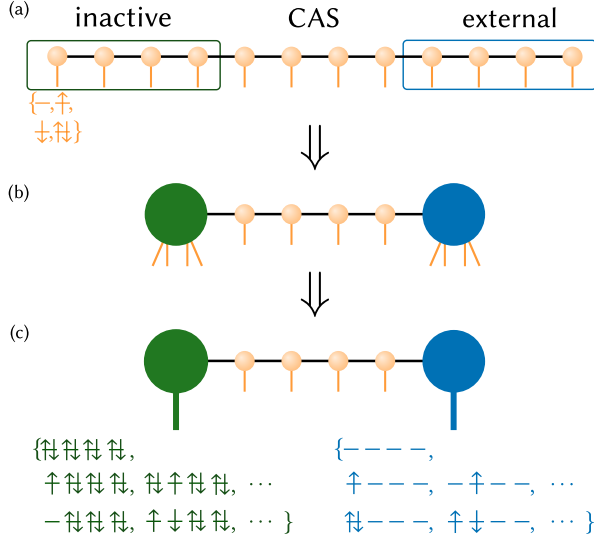 (a) inactive CAS external
{—,↑,
↓,⇅}
(b)
(c)
{⇅⇅⇅⇅, {————,
↑⇅⇅⇅, ⇅↑⇅⇅, ⋯ ↑———, —↑——, ⋯
—⇅⇅⇅, ↑↓⇅⇅, ⋯ } ⇅———, ↑↓——, ⋯ }